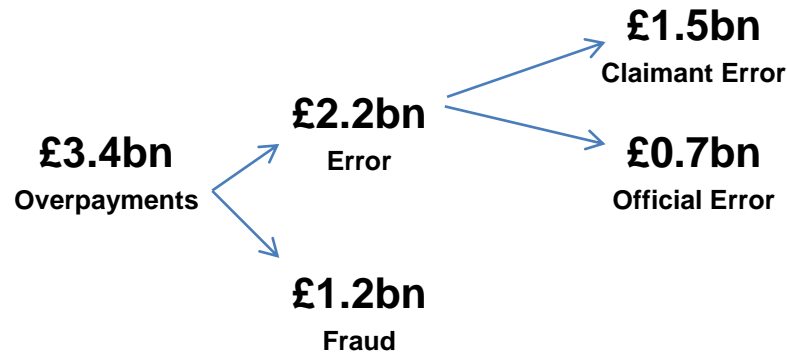 £3.4bn
Overpayments
£2.2bn
Error
£1.2bn
Fraud
£1.5bn
Claimant Error
£0.7bn
Official Error